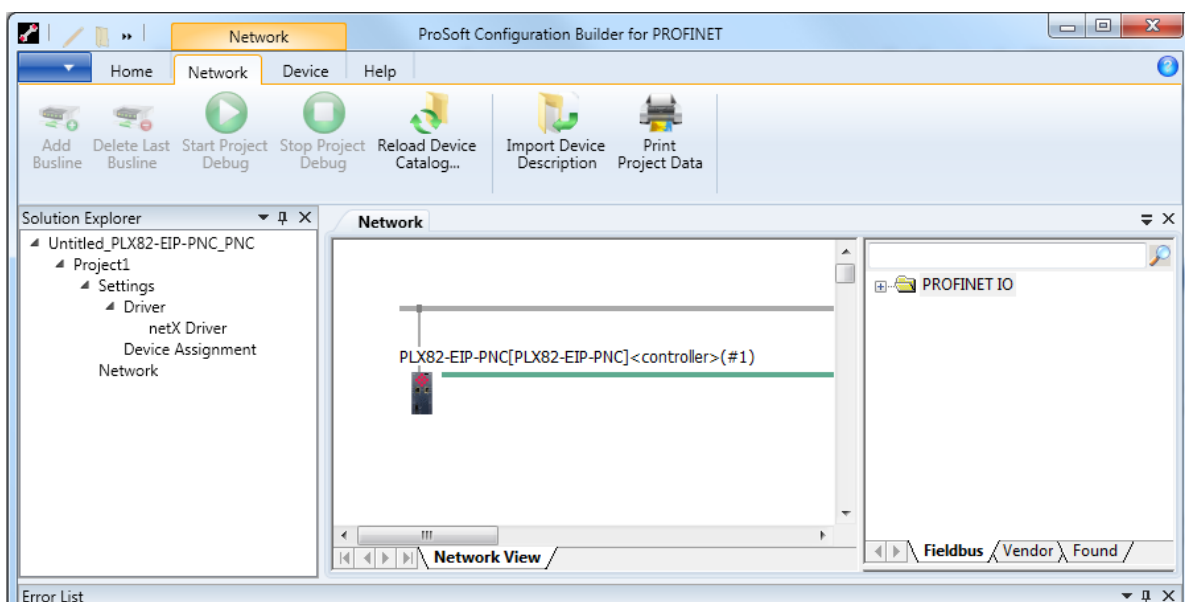 Network
ProSoft Configuration Builder for PROFINET
Home
Network
Device
Help
Add
Busline
Delete Last
Busline
Start Project
Debug
Stop Project
Debug
Reload Device
Catalog...
Import Device
Description
Print
Project Data
Solution Explorer
Untitled_PLX82-EIP-PNC_PNC
Project1
Settings
Driver
netX Driver
Device Assignment
Network
Network
PLX82-EIP-PNC[PLX82-EIP-PNC]<controller>(#1)
Network View
PROFINET IO
Fieldbus
Vendor
Found
Error List